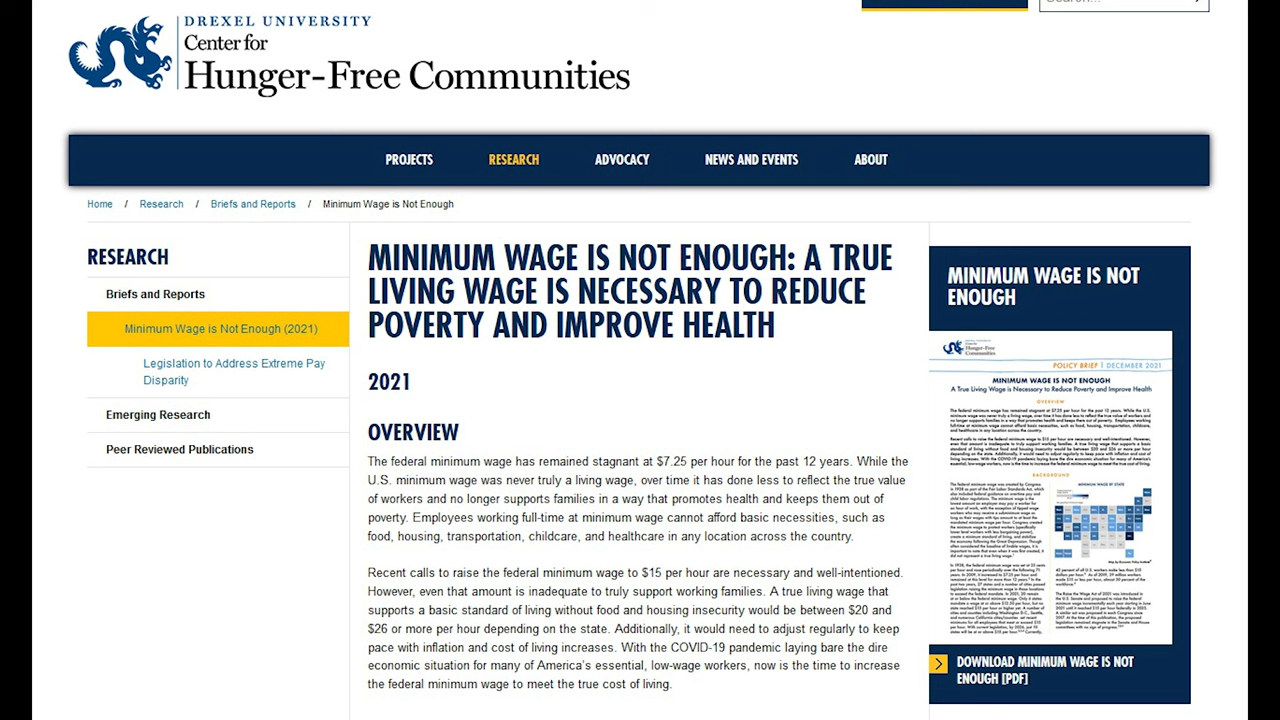 DREXEL UNIVERSITY
Center for
Hunger-Free Communities
PROJECTS
RESEARCH
ADVOCACY
NEWS AND EVENTS
ABOUT
Home / Research / Briefs and Reports / Minimum Wage is Not Enough
RESEARCH
Briefs and Reports
Minimum Wage is Not Enough (2021)
Legislation to Address Extreme Pay
Disparity
Emerging Research
Peer Reviewed Publications
MINIMUM WAGE IS NOT ENOUGH: A TRUE
LIVING WAGE IS NECESSARY TO REDUCE
POVERTY AND IMPROVE HEALTH
2021
OVERVIEW
The federal minimum wage has remained stagnant at $7.25 per hour for the past 12 years. While the
U.S. minimum wage was never truly a living wage, over time it has done less to reflect the true value
of workers and no longer supports families in a way that promotes health and keeps them out of
poverty. Employees working full-time at minimum wage cannot afford basic necessities, such as
food, housing, transportation, childcare, and healthcare in any location across the country.
Recent calls to raise the federal minimum wage to $15 per hour are necessary and well-intentioned.
However, even that amount is inadequate to truly support working families. A true living wage that
supports a basic standard of living without food and housing insecurity would be between $20 and
$26 or more per hour depending on the state. Additionally, it would need to adjust regularly to keep
pace with inflation and cost of living increases. With the COVID-19 pandemic laying bare the dire
economic situation for many of America's essential, low-wage workers, now is the time to increase
the federal minimum wage to meet the true cost of living.
MINIMUM WAGE IS NOT
ENOUGH
DREXEL UNIVERSITY
Center for
Hunger-Free
Communities
POLICY BRIEF | DECEMBER 2021
MINIMUM WAGE IS NOT ENOUGH
A True Living Wage is Necessary to Reduce Poverty and Improve Health
OVERVIEW
BACKGROUND
MINIMUM WAGE BY STATE
DOWNLOAD MINIMUM WAGE IS NOT
ENOUGH [PDF]